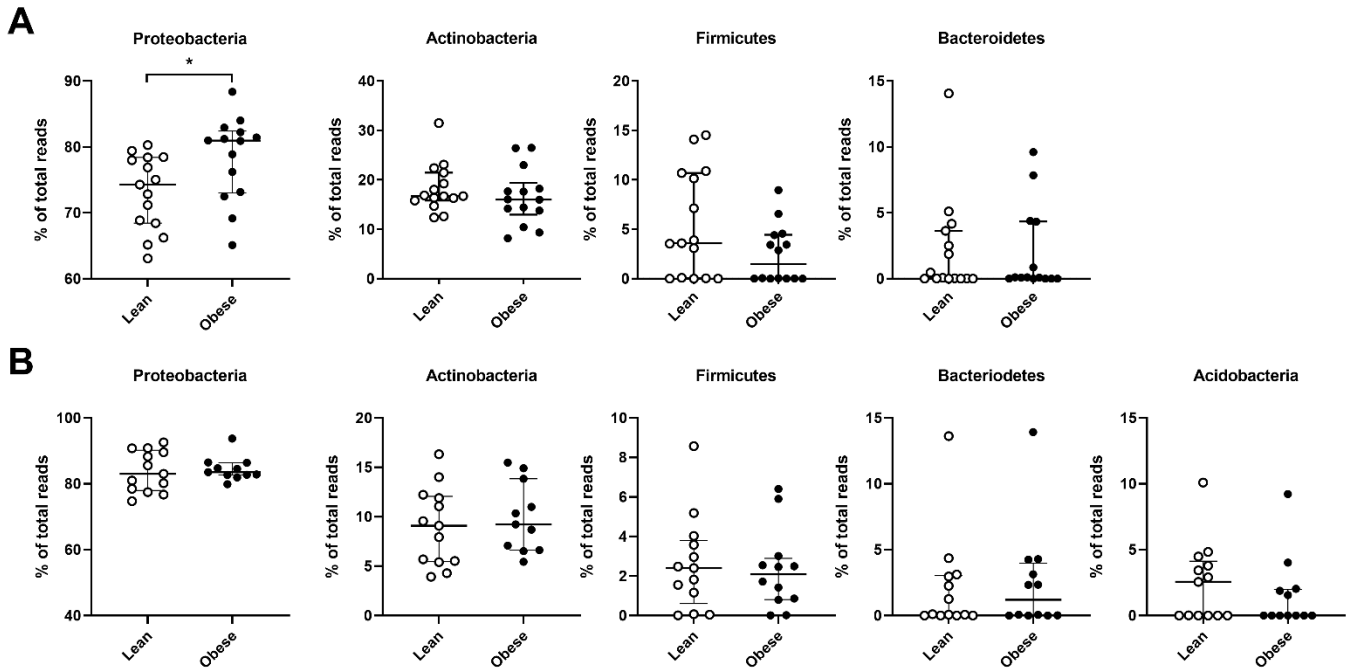 A
Proteobacteria
Actinobacteria
Firmicutes
Bacteroidetes
*
% of total reads
90
80
70
60
Lean
Obese
% of total reads
40
30
20
10
0
Lean
Obese
% of total reads
20
15
10
5
0
Lean
Obese
% of total reads
15
10
5
0
Lean
Obese
B
Proteobacteria
Actinobacteria
Firmicutes
Bacteriodetes
Acidobacteria
% of total reads
100
80
60
40
Lean
Obese
% of total reads
20
15
10
5
0
Lean
Obese
% of total reads
10
8
6
4
2
0
Lean
Obese
% of total reads
15
10
5
0
Lean
Obese
% of total reads
15
10
5
0
Lean
Obese